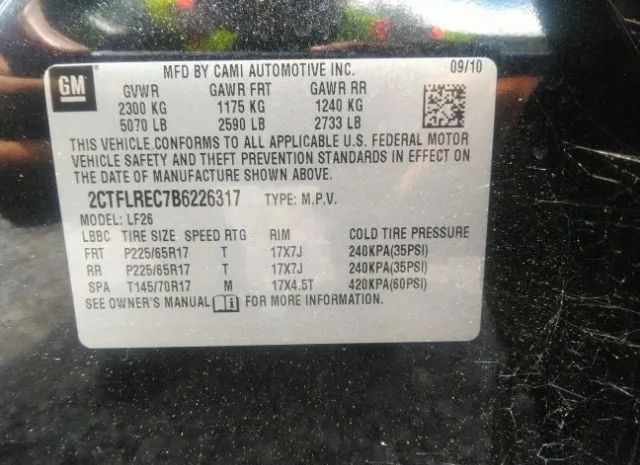 GM
MFD BY CAMI AUTOMOTIVE INC. 09/10
GVWR GAWR FRT GAWR RR
2300 KG 1175 KG 1240 KG
5070 LB 2590 LB 2733 LB
THIS VEHICLE CONFORMS TO ALL APPLICABLE U.S. FEDERAL MOTOR
VEHICLE SAFETY AND THEFT PREVENTION STANDARDS IN EFFECT ON
THE DATE OF MANUFACTURE SHOWN ABOVE.
2CTFLREC7B6226317 TYPE: M.P.V.
MODEL: LF26
LBBC TIRE SIZE SPEED RTG RIM COLD TIRE PRESSURE
FRT P225/65R17 T 17X7J 240KPA(35PSI)
RR P225/65R17 T 17X7J 240KPA(35PSI)
SPA T145/70R17 M 17X4.5T 420KPA(60PSI)
SEE OWNER'S MANUAL i FOR MORE INFORMATION.